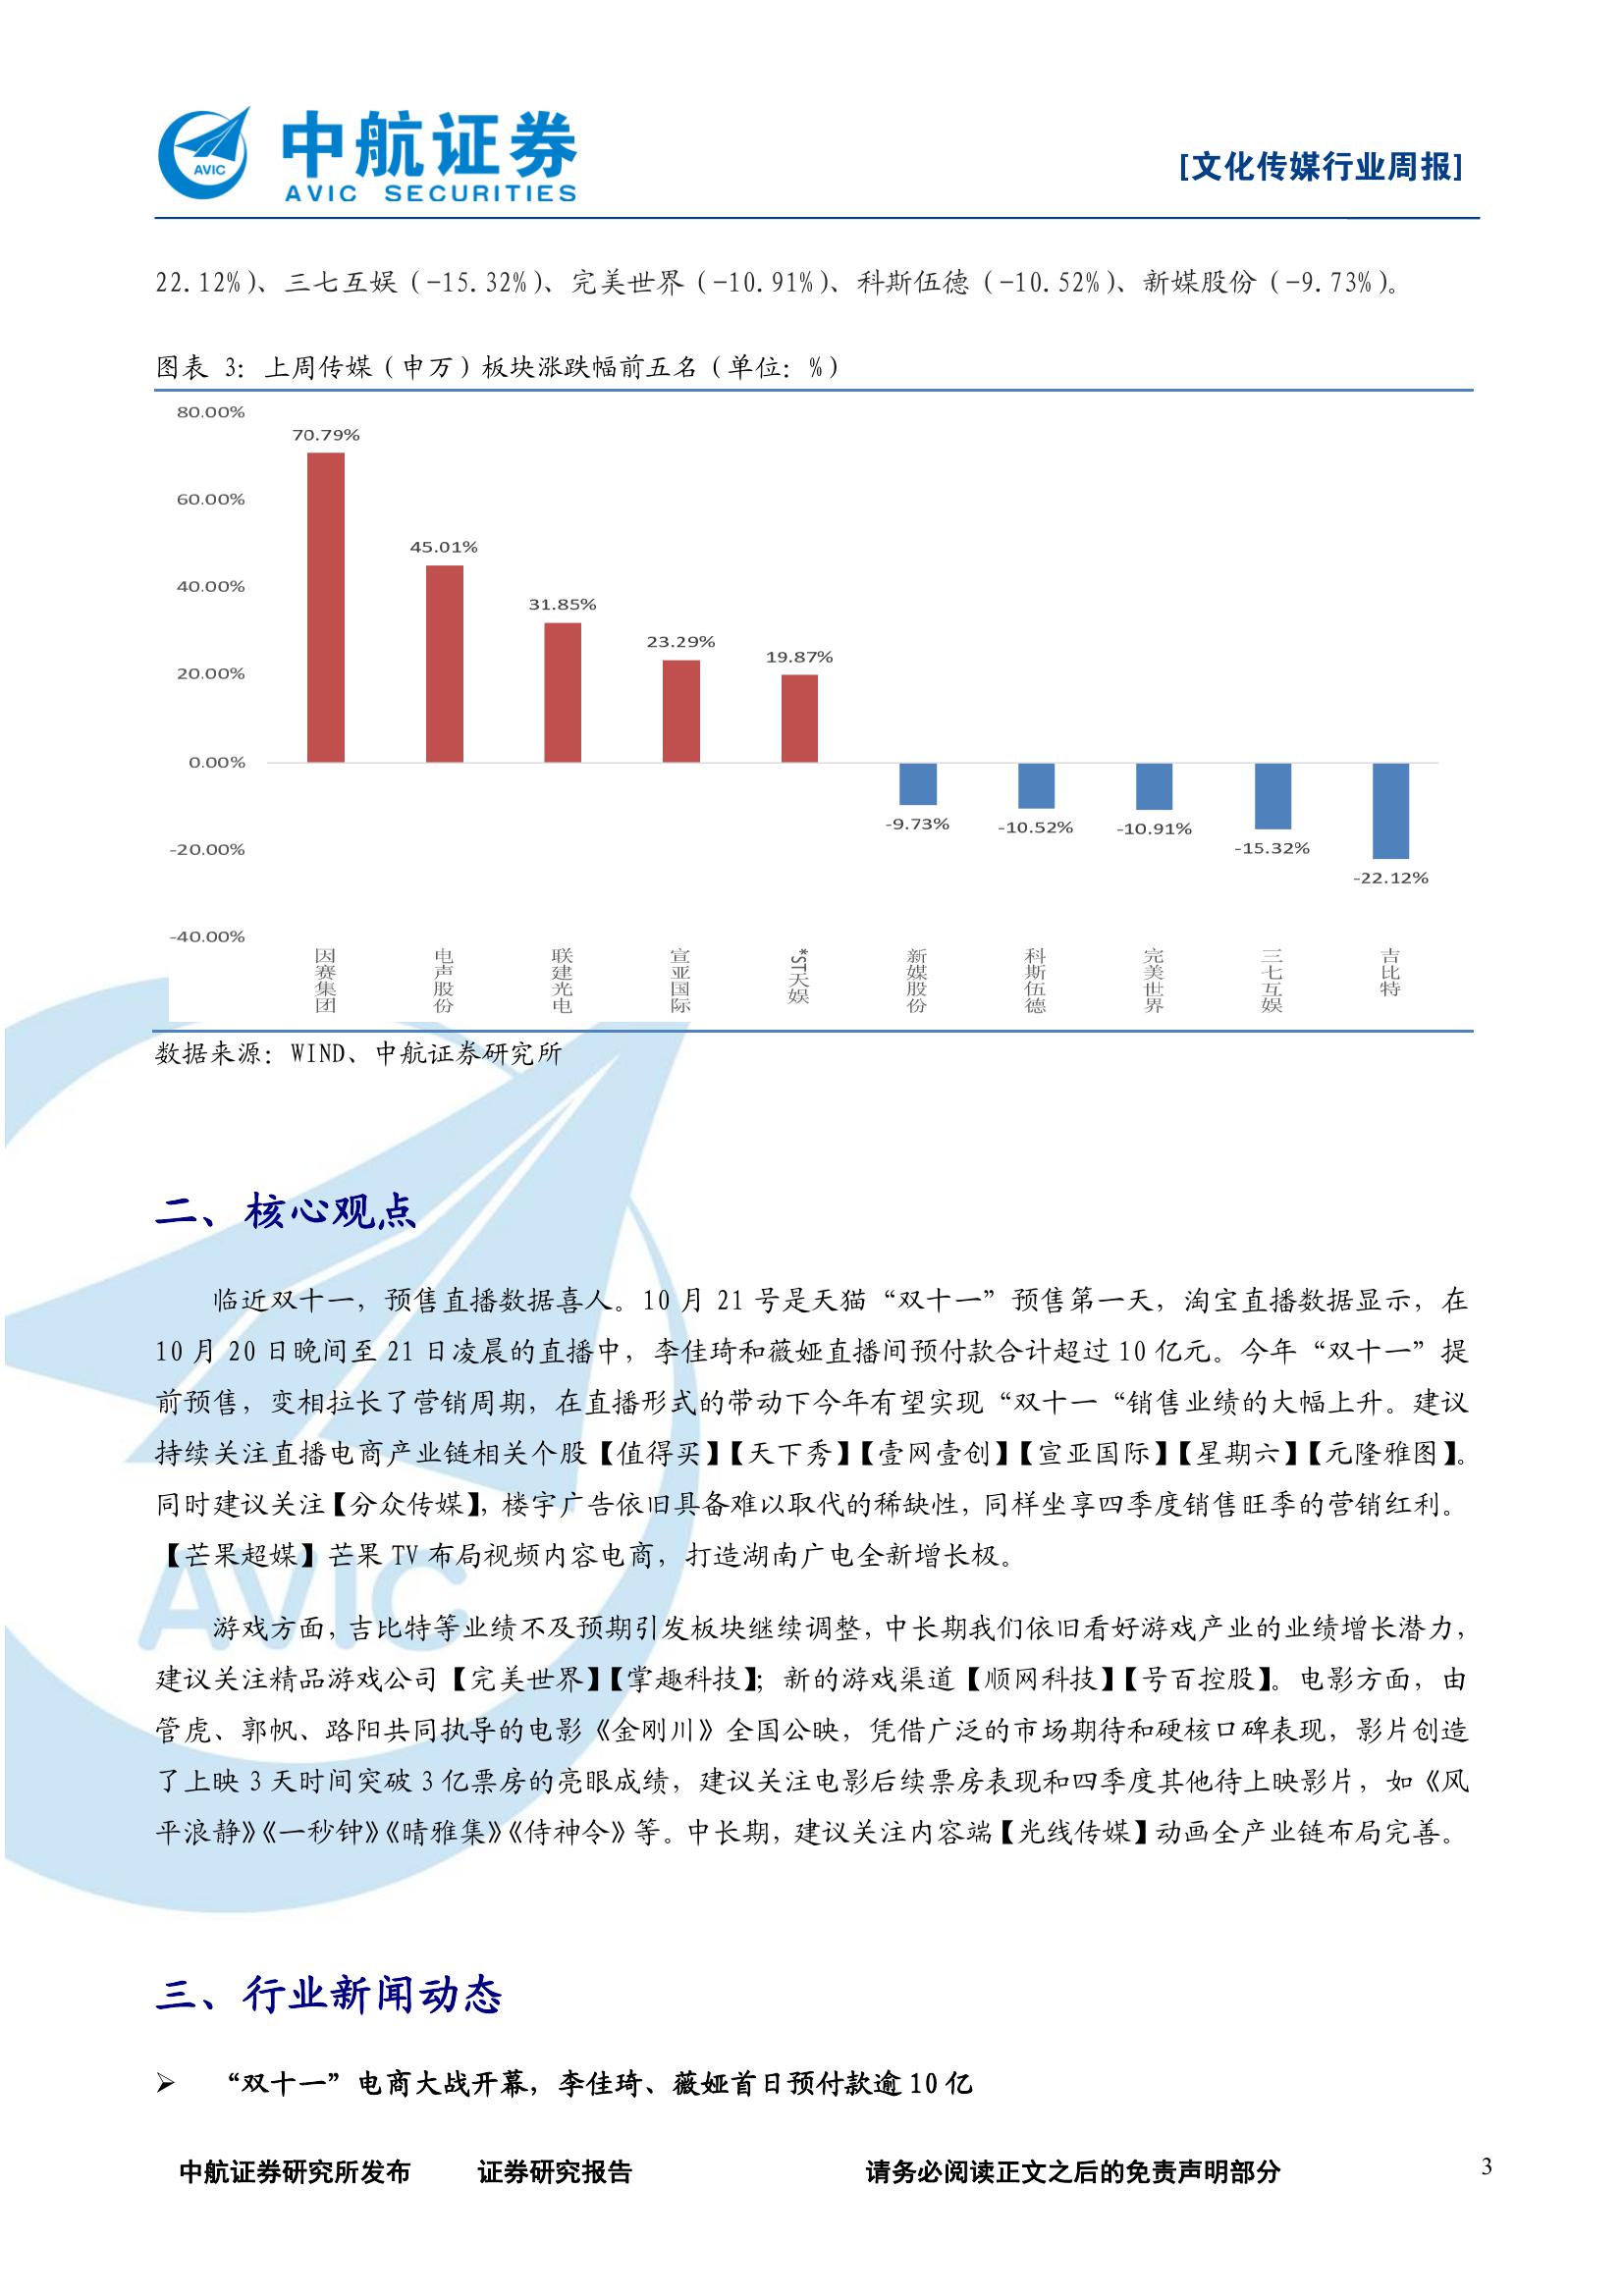 中航证券
AVIC SECURITIES
AVIC
[文化传媒行业周报]
22.12%)、三七互娱(-15.32%)、完美世界(-10.91%)、科斯伍德(-10.52%)、新媒股份(-9.73%)。
图表 3：上周传媒（申万）板块涨跌幅前五名（单位：%）
80.00%
60.00%
40.00%
20.00%
0.00%
-20.00%
-40.00%
70.79%
45.01%
31.85%
23.29%
19.87%
-9.73%
-10.52%
-10.91%
-15.32%
-22.12%
因赛集团
电声股份
联建光电
宣亚国际
*ST天娱
新媒股份
科斯伍德
完美世界
三七互娱
吉比特
数据来源：WIND、中航证券研究所
二、核心观点
临近双十一，预售直播数据喜人。10 月 21 号是天猫“双十一”预售第一天，淘宝直播数据显示，在
10 月 20 日晚间至 21 日凌晨的直播中，李佳琦和薇娅直播间预付款合计超过 10 亿元。今年“双十一”提
前预售，变相拉长了营销周期，在直播形式的带动下今年有望实现“双十一“销售业绩的大幅上升。建议
持续关注直播电商产业链相关个股【值得买】【天下秀】【壹网壹创】【宣亚国际】【星期六】【元隆雅图】。
同时建议关注【分众传媒】，楼宇广告依旧具备难以取代的稀缺性，同样坐享四季度销售旺季的营销红利。
【芒果超媒】芒果 TV 布局视频内容电商，打造湖南广电全新增长极。
游戏方面，吉比特等业绩不及预期引发板块继续调整，中长期我们依旧看好游戏产业的业绩增长潜力，
建议关注精品游戏公司【完美世界】【掌趣科技】；新的游戏渠道【顺网科技】【号百控股】。电影方面，由
管虎、郭帆、路阳共同执导的电影《金刚川》全国公映，凭借广泛的市场期待和硬核口碑表现，影片创造
了上映 3 天时间突破 3 亿票房的亮眼成绩，建议关注电影后续票房表现和四季度其他待上映影片，如《风
平浪静》《一秒钟》《晴雅集》《侍神令》等。中长期，建议关注内容端【光线传媒】动画全产业链布局完善。
AVIC
三、行业新闻动态
➢ “双十一”电商大战开幕，李佳琦、薇娅首日预付款逾 10 亿
中航证券研究所发布 证券研究报告 请务必阅读正文之后的免责声明部分 3